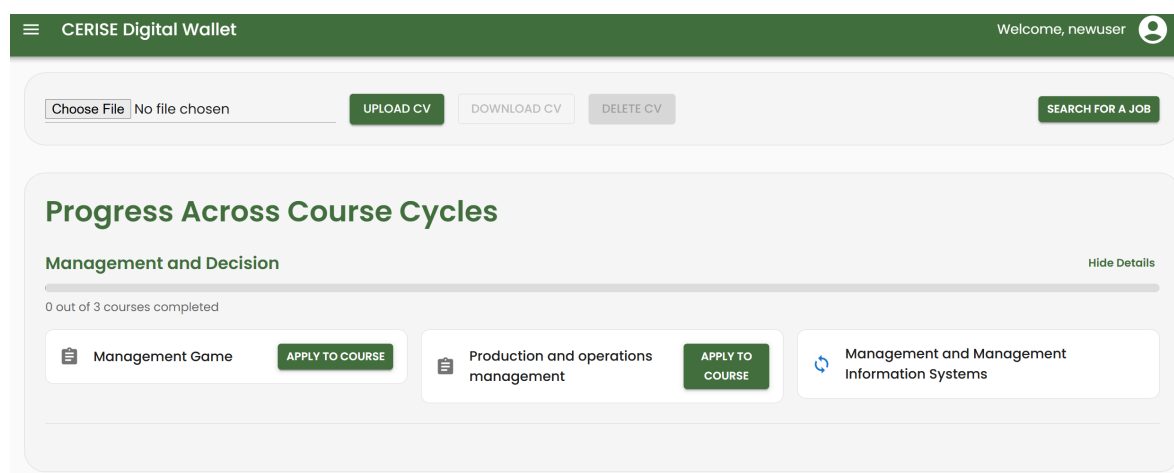 CERISE Digital Wallet
Welcome, newuser
Choose File No file chosen
UPLOAD CV
DOWNLOAD CV
DELETE CV
SEARCH FOR A JOB
Progress Across Course Cycles
Management and Decision
Hide Details
0 out of 3 courses completed
Management Game
APPLY TO COURSE
Production and operations
management
APPLY TO
COURSE
Management and Management
Information Systems